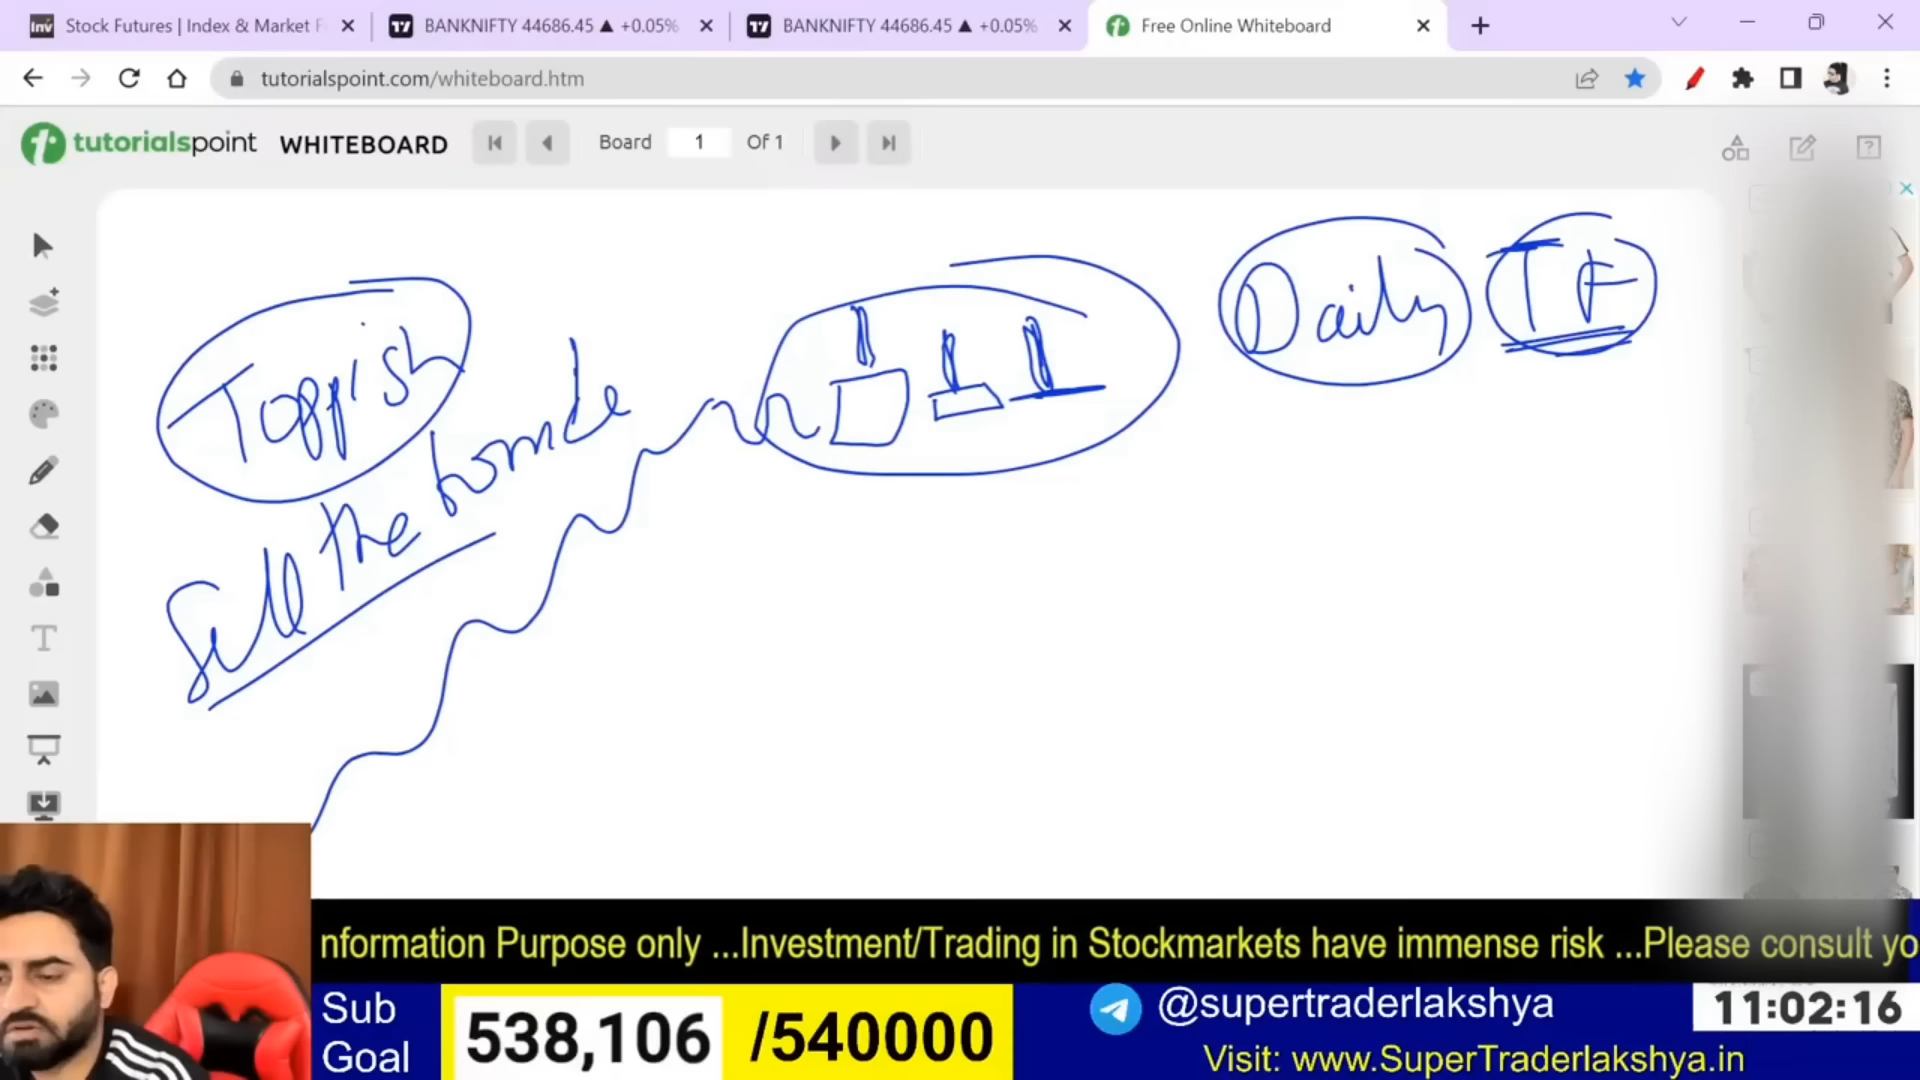 Stock Futures | Index & Market F
BANKNIFTY 44686.45 ▲ +0.05%
BANKNIFTY 44686.45 ▲ +0.05%
Free Online Whiteboard
tutorialspoint.com/whiteboard.htm
tutorialspoint WHITEBOARD Board 1 Of 1
Daily TF
Toppish
Sell the
nformation Purpose only ...Investment/Trading in Stockmarkets have immense risk ...Please consult yo
Sub Goal
538,106 /540000
@supertraderlakshya
11:02:16
Visit: www.SuperTraderlakshya.in